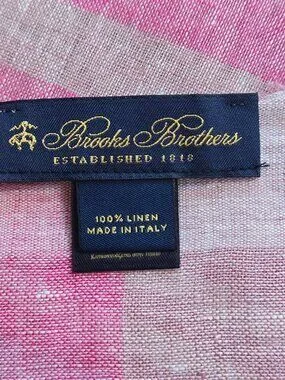 Brooks Brothers
ESTABLISHED 1818
100% LINEN
MADE IN ITALY